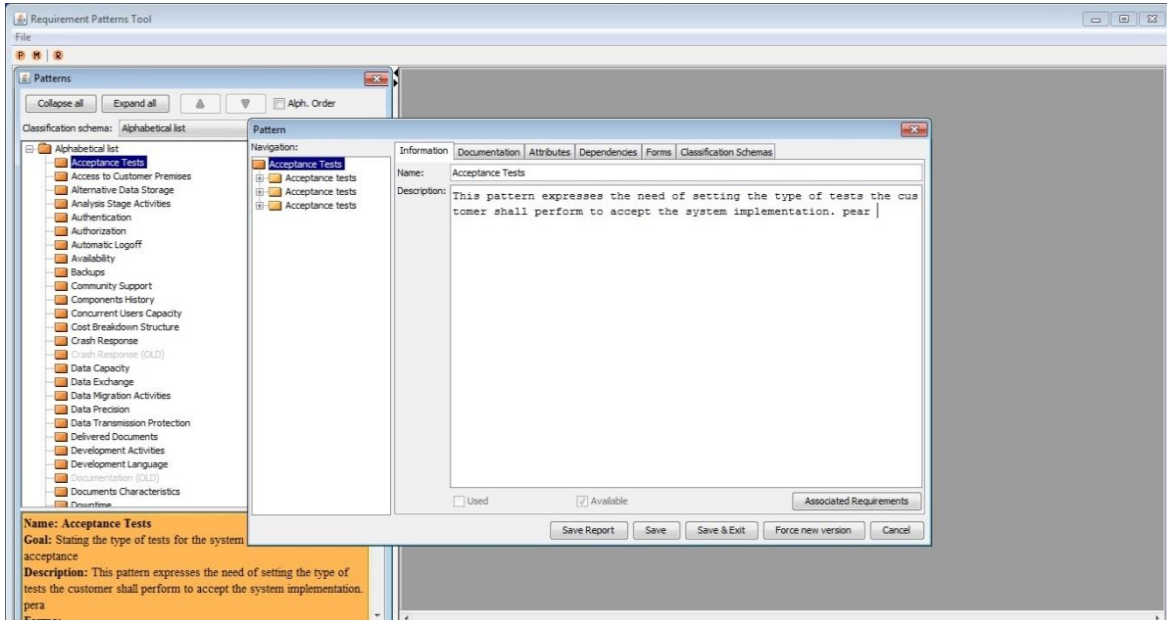 Requirement Patterns Tool
File
P M R
Patterns
Collapse all Expand all Alph. Order
Classification schema: Alphabetical list
Alphabetical list
Acceptance Tests
Access to Customer Premises
Alternative Data Storage
Analysis Stage Activities
Authentication
Authorization
Automatic Logoff
Availability
Backups
Community Support
Components History
Concurrent Users Capacity
Cost Breakdown Structure
Crash Response
Crash Response (OLD)
Data Capacity
Data Exchange
Data Migration Activities
Data Precision
Data Transmission Protection
Delivered Documents
Development Activities
Development Language
Documentation (OLD)
Documents Characteristics
Downtime
Name: Acceptance Tests
Goal: Stating the type of tests for the system
acceptance
Description: This pattern expresses the need of setting the type of
tests the customer shall perform to accept the system implementation.
pera
Forms:
Pattern
Navigation:
Acceptance Tests
Acceptance tests
Acceptance tests
Acceptance tests
Information Documentation Attributes Dependencies Forms Classification Schemas
Name: Acceptance Tests
Description: This pattern expresses the need of setting the type of tests the cus
tomer shall perform to accept the system implementation. pear
Used Available Associated Requirements
Save Report Save Save & Exit Force new version Cancel